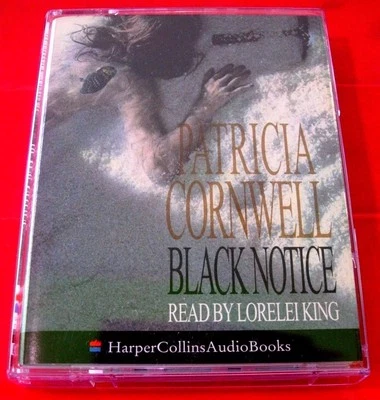 PATRICIA
CORNWELL
BLACK NOTICE
READ BY LORELEI KING
HarperCollinsAudioBooks